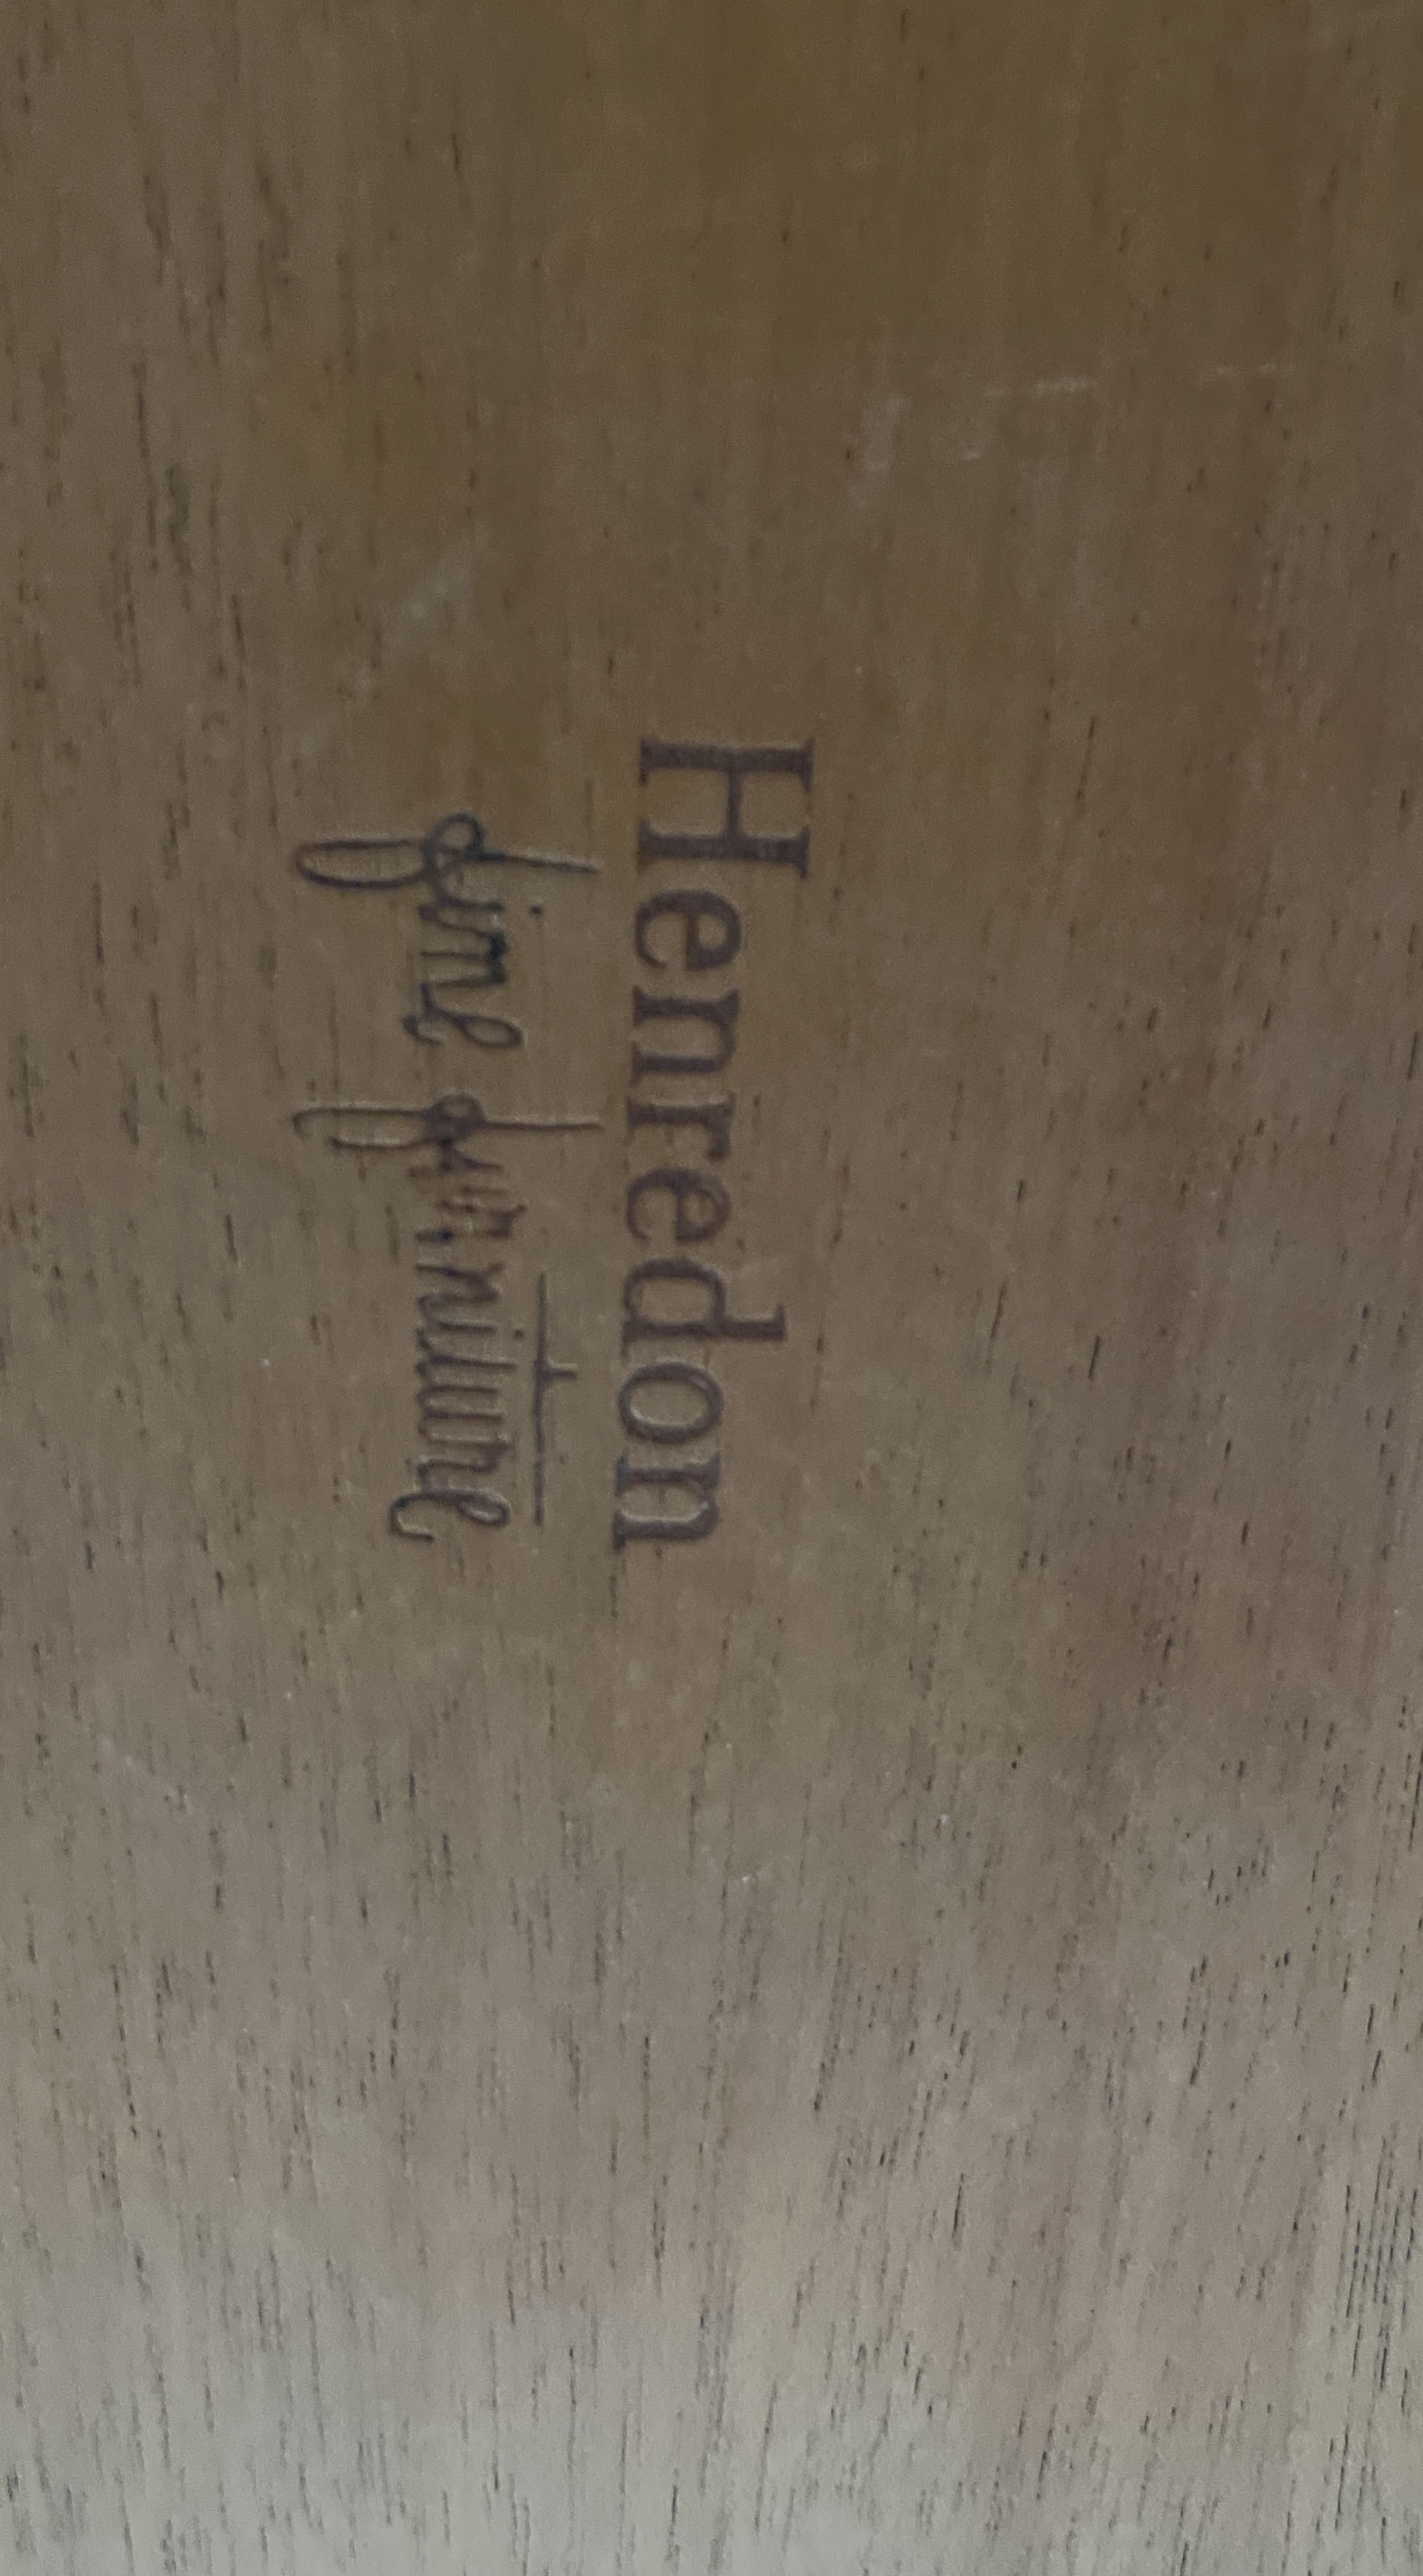 Henredon
fine furniture